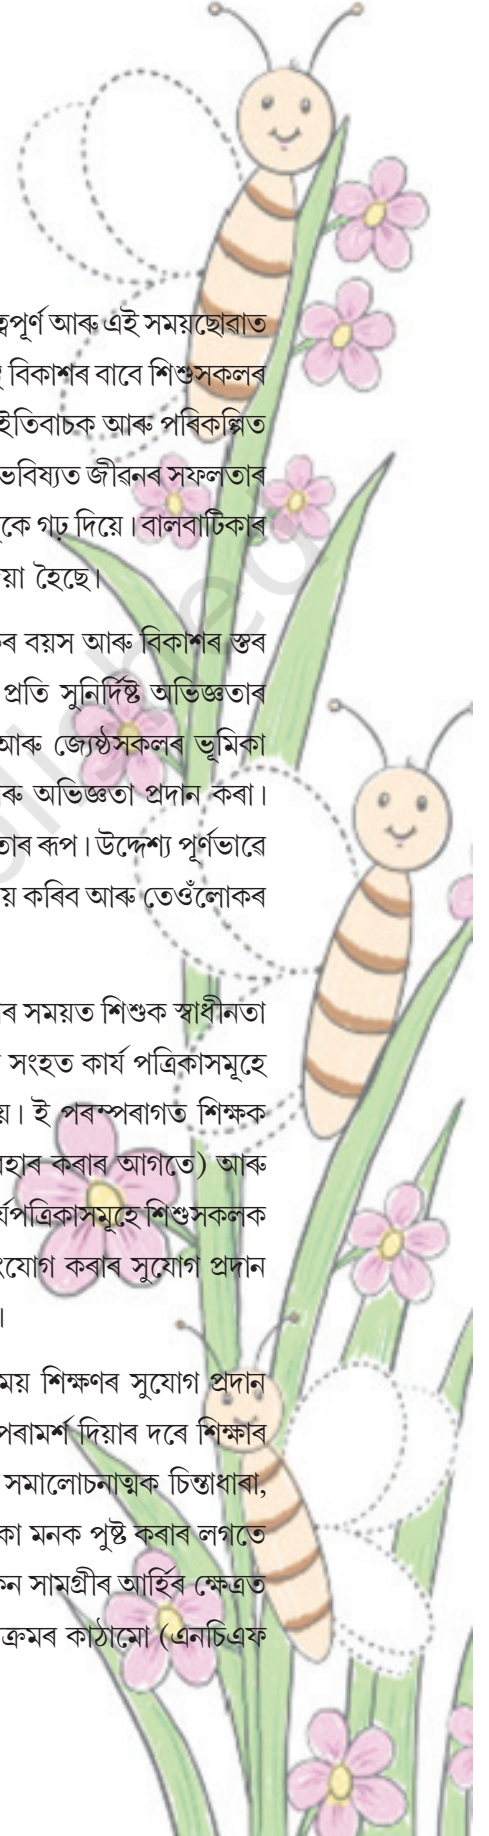 ত্বপূৰ্ণ আৰু এই সময়ছোৱাত
বিকাশৰ বাবে শিশুসকলৰ
ইতিবাচক আৰু পৰিকল্পিত
ভবিষ্যত জীৱনৰ সফলতাৰ
কে গঢ় দিয়ে। বালবাটিকাৰ
য়া হৈছে।
ৰ বয়স আৰু বিকাশৰ স্তৰ
প্ৰতি সুনিৰ্দিষ্ট অভিজ্ঞতাৰ
আৰু জ্যেষ্ঠসকলৰ ভূমিকা
ৰু অভিজ্ঞতা প্ৰদান কৰা।
তাৰ ৰূপ। উদ্দেশ্য পূৰ্ণভাৱে
য় কৰিব আৰু তেওঁলোকৰ
ৰ সময়ত শিশুক স্বাধীনতা
সংহত কাৰ্য পত্ৰিকাসমূহে
য়। ই পৰম্পৰাগত শিক্ষক
হাৰ কৰাৰ আগতে) আৰু
ৰ্যপত্ৰিকাসমূহে শিশুসকলক
ংযোগ কৰাৰ সুযোগ প্ৰদান
।
ময় শিক্ষণৰ সুযোগ প্ৰদান
পৰামৰ্শ দিয়াৰ দৰে শিক্ষাৰ
সমালোচনাত্মক চিন্তাধাৰা,
কা মনক পুষ্ট কৰাৰ লগতে
কন সামগ্ৰীৰ আৰ্হিৰ ক্ষেত্ৰত
ক্ৰমৰ কাঠামো (এনচিএফ